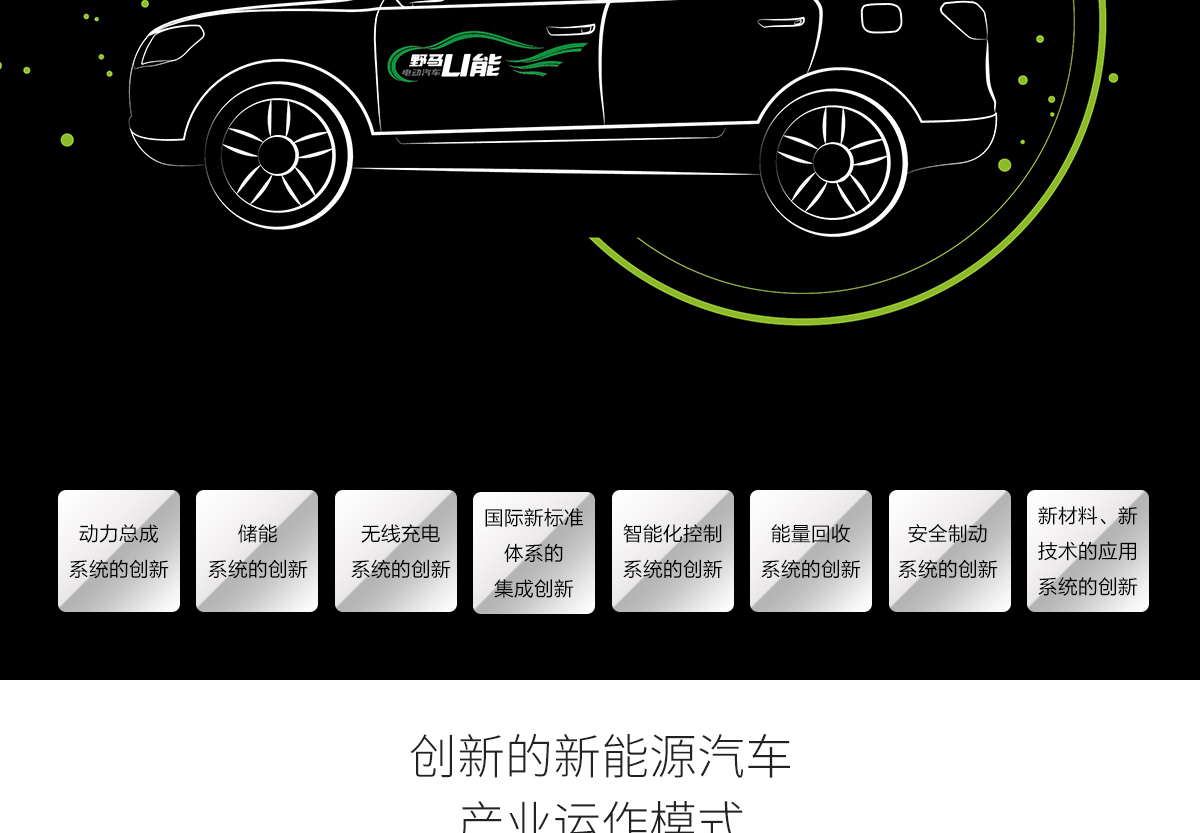 野马
电动汽车
U能
动力总成
系统的创新
储能
系统的创新
无线充电
系统的创新
国际新标准
体系的
集成创新
智能化控制
系统的创新
能量回收
系统的创新
安全制动
系统的创新
新材料、新
技术的应用
系统的创新
创新的新能源汽车
产业运作模式